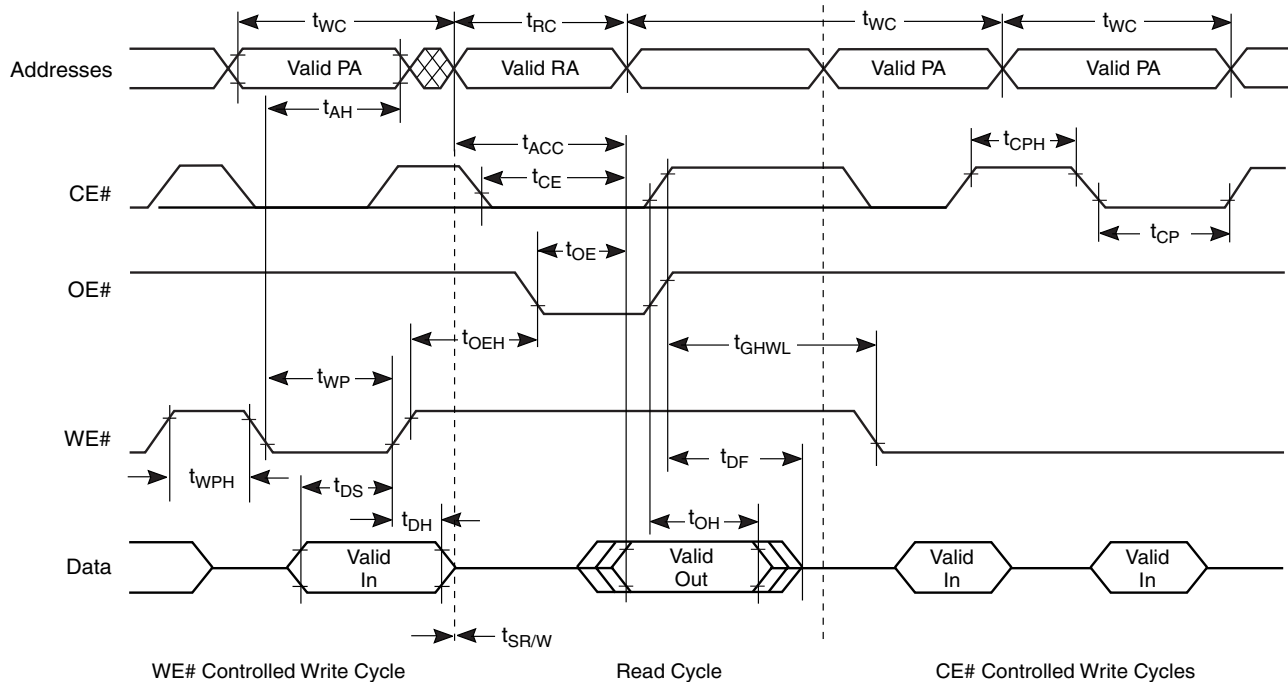 tWC tRC tWC tWC
Addresses Valid PA Valid RA Valid PA Valid PA
tAH
tACC tCPH
CE# tCE
tCP
tOE
OE#
tOEH tGHWL
tWP
WE#
tWPH tDS tDF
tDH tOH
Data Valid In Valid Out Valid In Valid In
tSR/W
WE# Controlled Write Cycle Read Cycle CE# Controlled Write Cycles